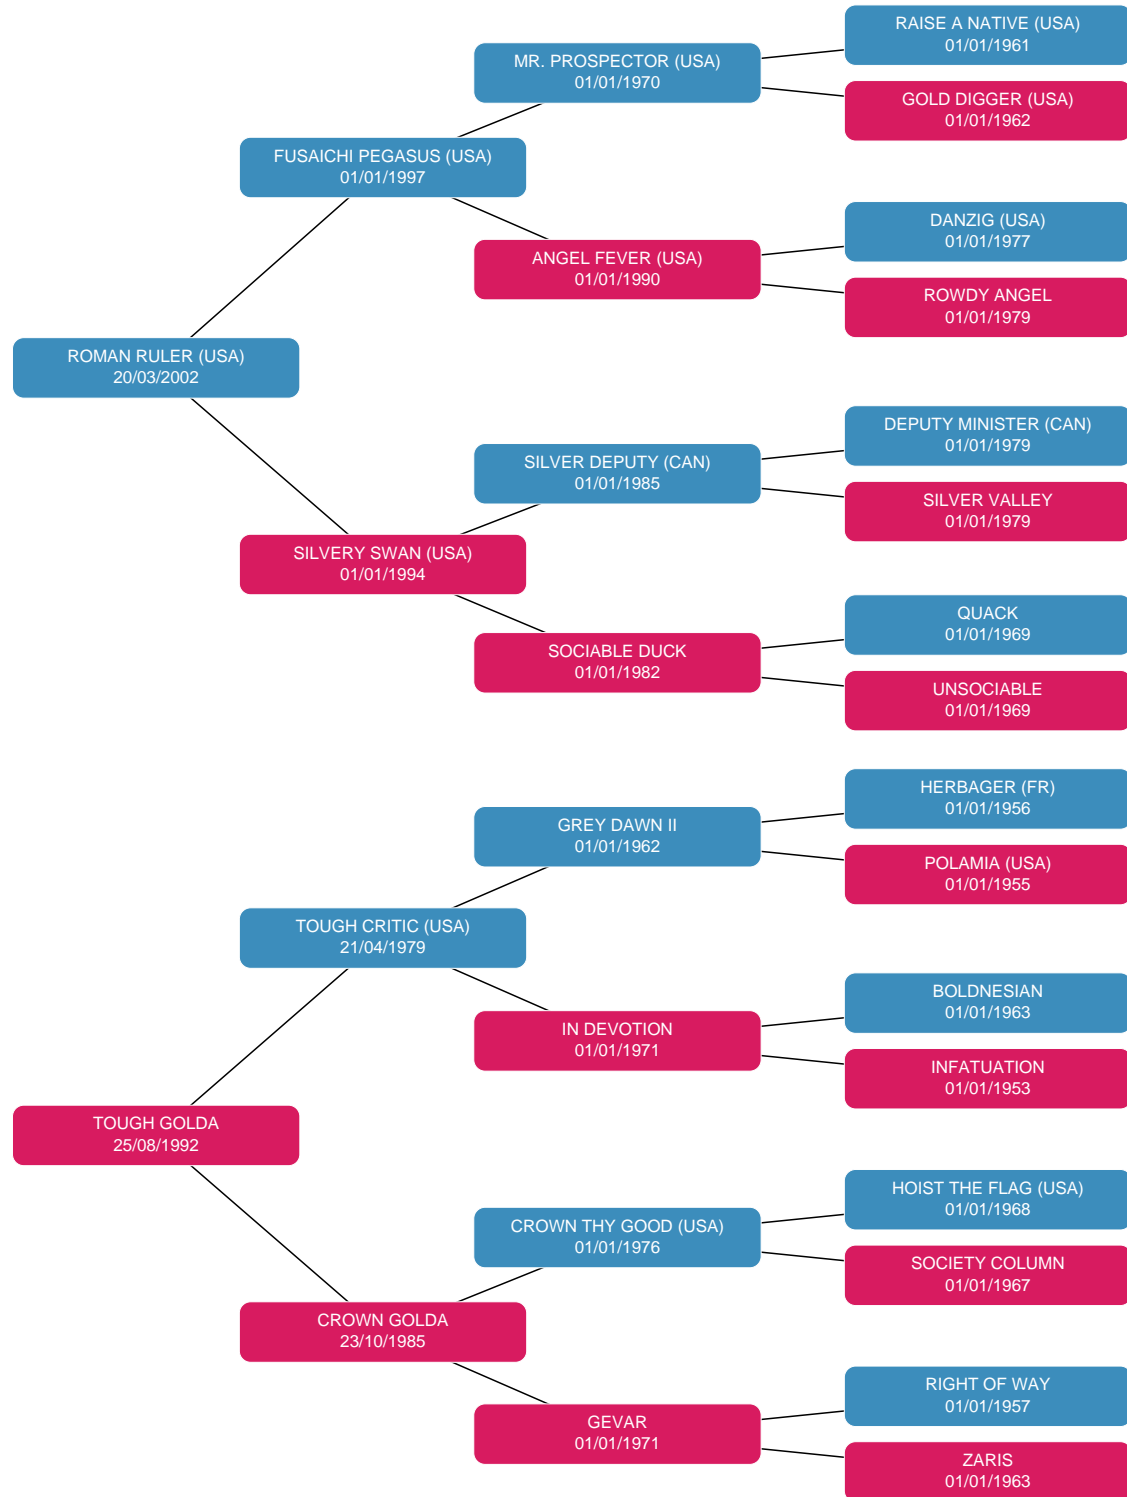 RAISE A NATIVE (USA)
01/01/1961
MR. PROSPECTOR (USA)
01/01/1970
GOLD DIGGER (USA)
01/01/1962
FUSAICHI PEGASUS (USA)
01/01/1997
DANZIG (USA)
01/01/1977
ANGEL FEVER (USA)
01/01/1990
ROWDY ANGEL
01/01/1979
ROMAN RULER (USA)
20/03/2002
DEPUTY MINISTER (CAN)
01/01/1979
SILVER DEPUTY (CAN)
01/01/1985
SILVER VALLEY
01/01/1979
SILVERY SWAN (USA)
01/01/1994
QUACK
01/01/1969
SOCIABLE DUCK
01/01/1982
UNSOCIABLE
01/01/1969
HERBAGER (FR)
01/01/1956
GREY DAWN II
01/01/1962
POLAMIA (USA)
01/01/1955
TOUGH CRITIC (USA)
21/04/1979
BOLDNESIAN
01/01/1963
IN DEVOTION
01/01/1971
INFATUATION
01/01/1953
TOUGH GOLDA
25/08/1992
HOIST THE FLAG (USA)
01/01/1968
CROWN THY GOOD (USA)
01/01/1976
SOCIETY COLUMN
01/01/1967
CROWN GOLDA
23/10/1985
RIGHT OF WAY
01/01/1957
GEVAR
01/01/1971
ZARIS
01/01/1963